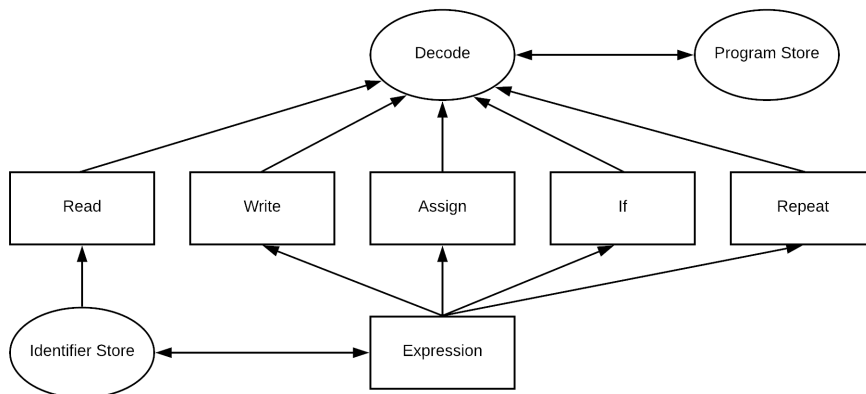 Decode
Program Store
Read
Write
Assign
If
Repeat
Identifier Store
Expression